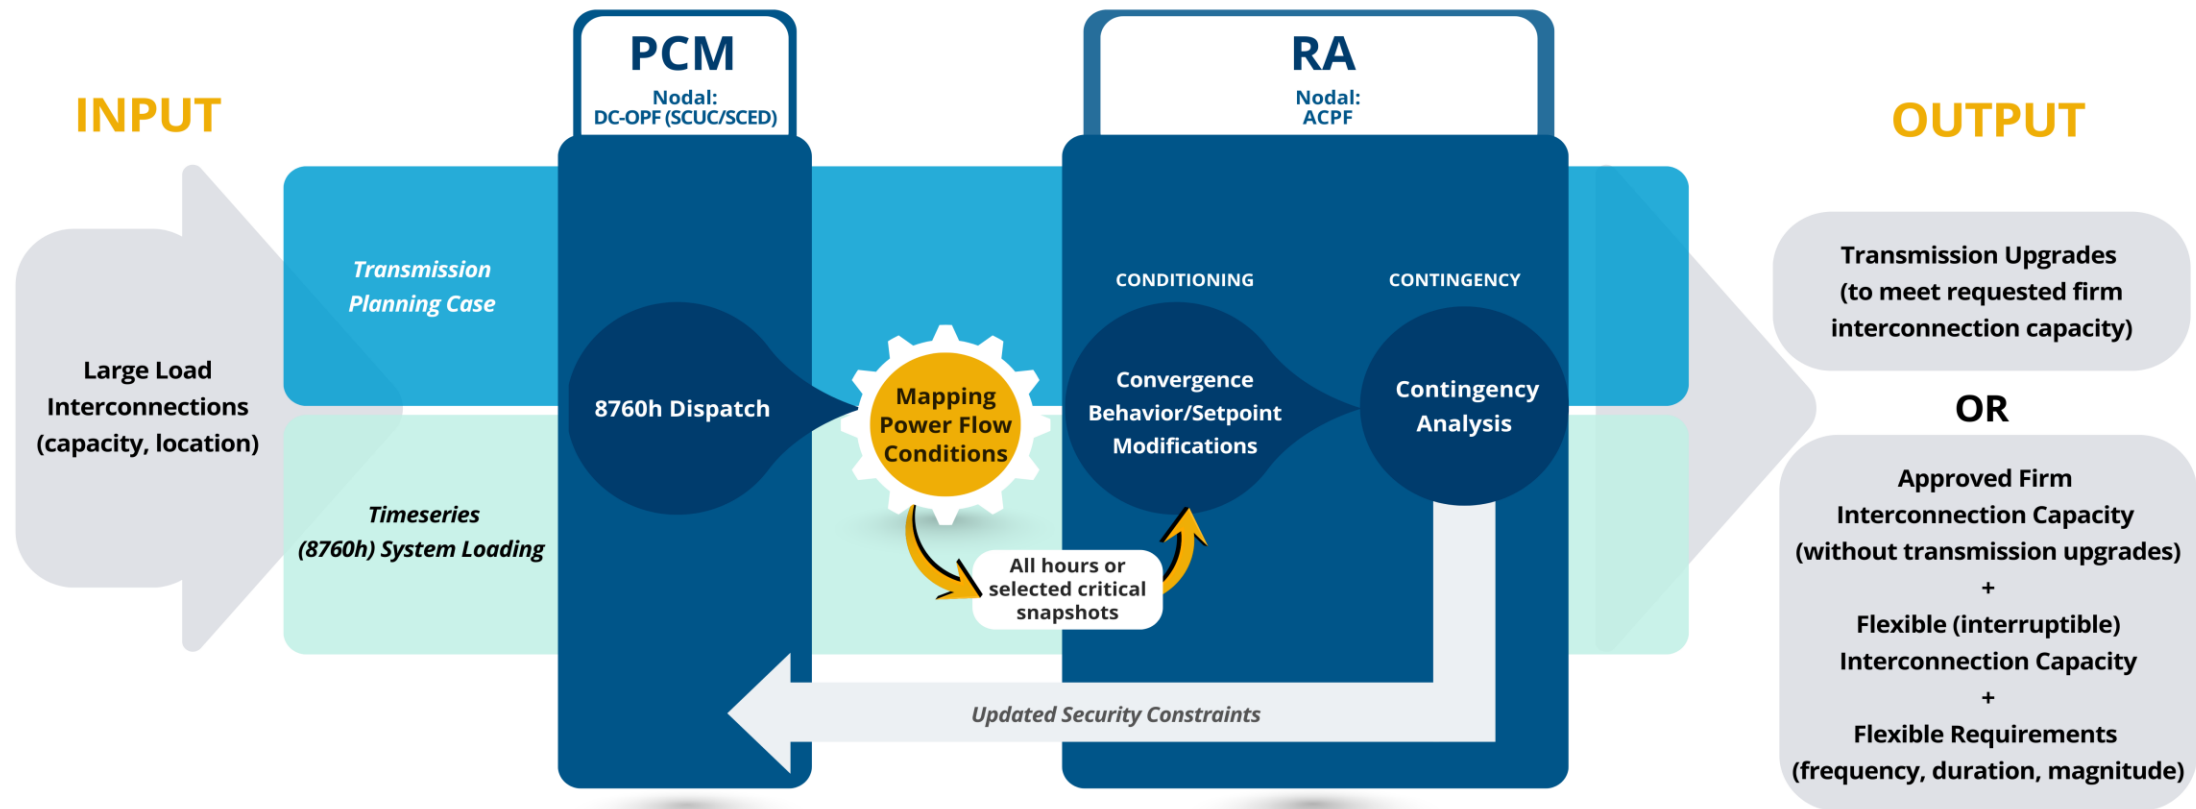 INPUT
Large Load
Interconnections
(capacity, location)
Transmission
Planning Case
Timeseries
(8760h) System Loading
PCM
Nodal:
DC-OPF (SCUC/SCED)
8760h Dispatch
Mapping
Power Flow
Conditions
All hours or
selected critical
snapshots
RA
Nodal:
ACPF
CONDITIONING
Convergence
Behavior/Setpoint
Modifications
CONTINGENCY
Contingency
Analysis
Updated Security Constraints
OUTPUT
Transmission Upgrades
(to meet requested firm
interconnection capacity)
OR
Approved Firm
Interconnection Capacity
(without transmission upgrades)
+
Flexible (interruptible)
Interconnection Capacity
+
Flexible Requirements
(frequency, duration, magnitude)